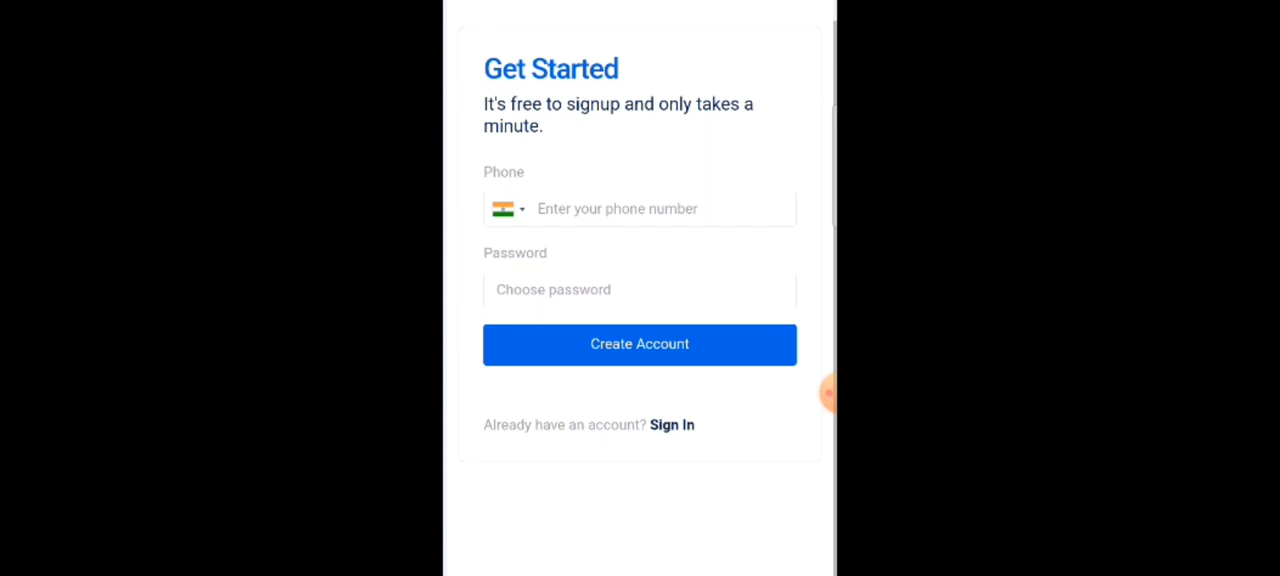 Get Started
It's free to signup and only takes a
minute.
Phone
Enter your phone number
Password
Choose password
Create Account
Already have an account? Sign In